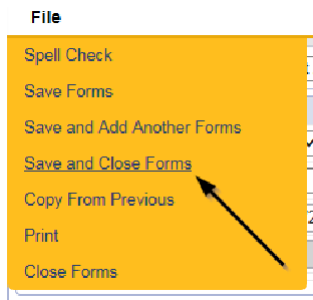 File
Spell Check
Save Forms
Save and Add Another Forms
Save and Close Forms
Copy From Previous
Print
Close Forms